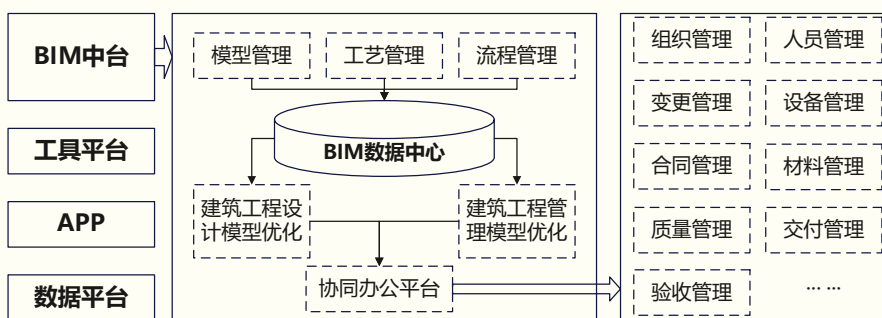 BIM中台
工具平台
APP
数据平台
模型管理
工艺管理
流程管理
BIM数据中心
建筑工程设
计模型优化
建筑工程管
理模型优化
协同办公平台
组织管理
人员管理
变更管理
设备管理
合同管理
材料管理
质量管理
交付管理
验收管理
... ...